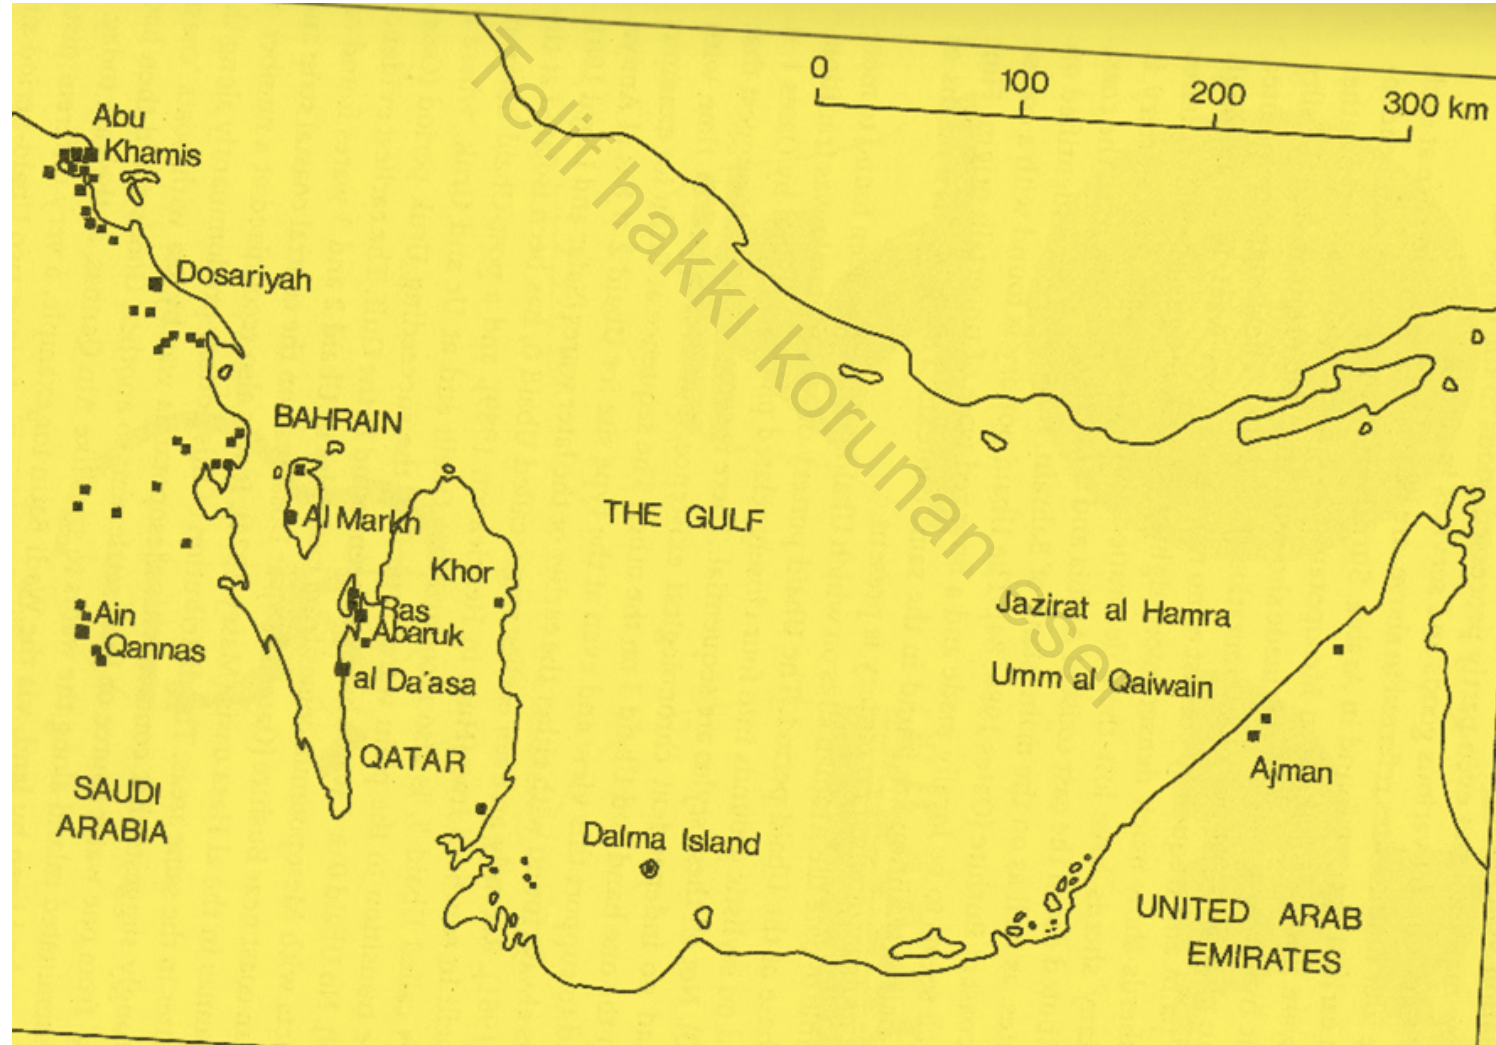 0
100
200
300 km
Abu
Khamis
Dosariyah
BAHRAIN
Al Markh
THE GULF
Khor
Ras
Abaruk
al Da'asa
Ain
Qannas
QATAR
SAUDI
ARABIA
Jazirat al Hamra
Umm al Qaiwain
Ajman
Dalma Island
UNITED ARAB
EMIRATES
Telif hakkı korunan eser